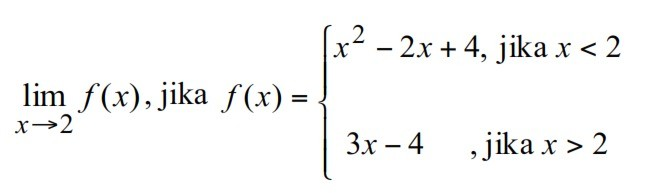 x² − 2x + 4, jika x < 2
lim f(x), jika f(x) = {
x→2
3x − 4 , jika x > 2